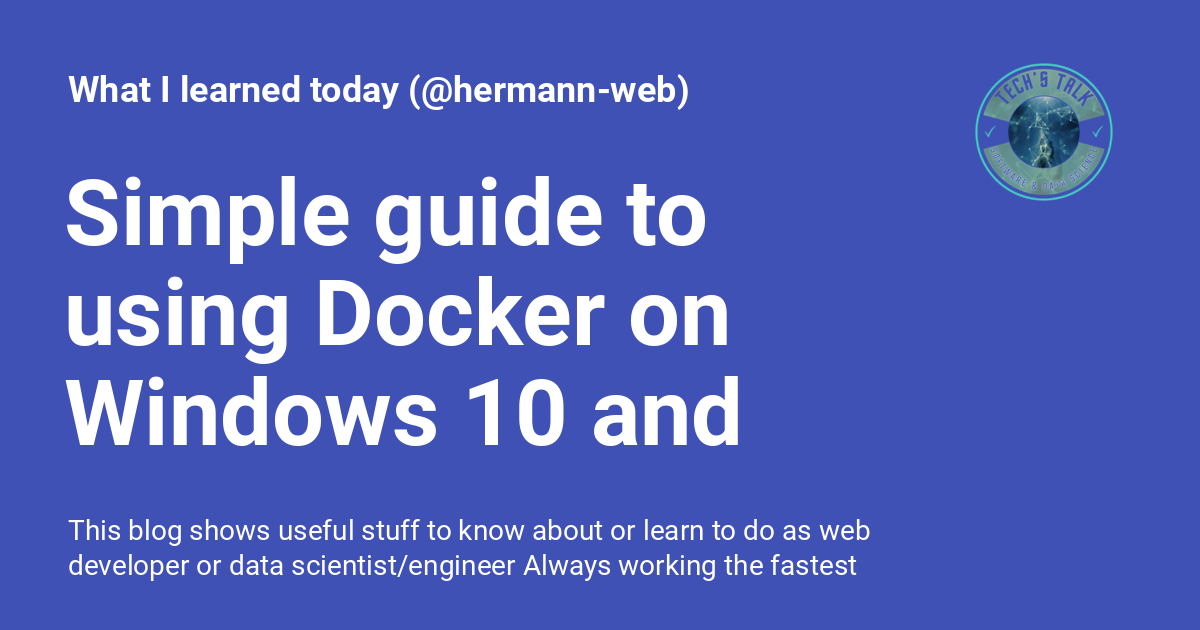 What I learned today (@hermann-web)
TECH'S TALK
SOFTWARE & DATA SCIENCE
Simple guide to
using Docker on
Windows 10 and
This blog shows useful stuff to know about or learn to do as web
developer or data scientist/engineer Always working the fastest